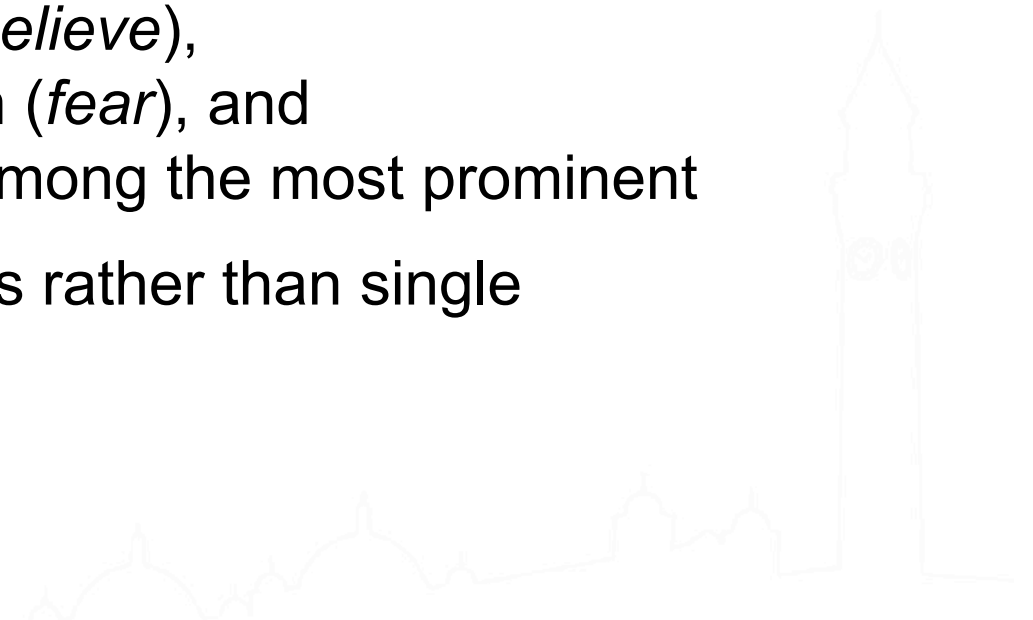 elieve),
(fear), and
mong the most prominent
s rather than single